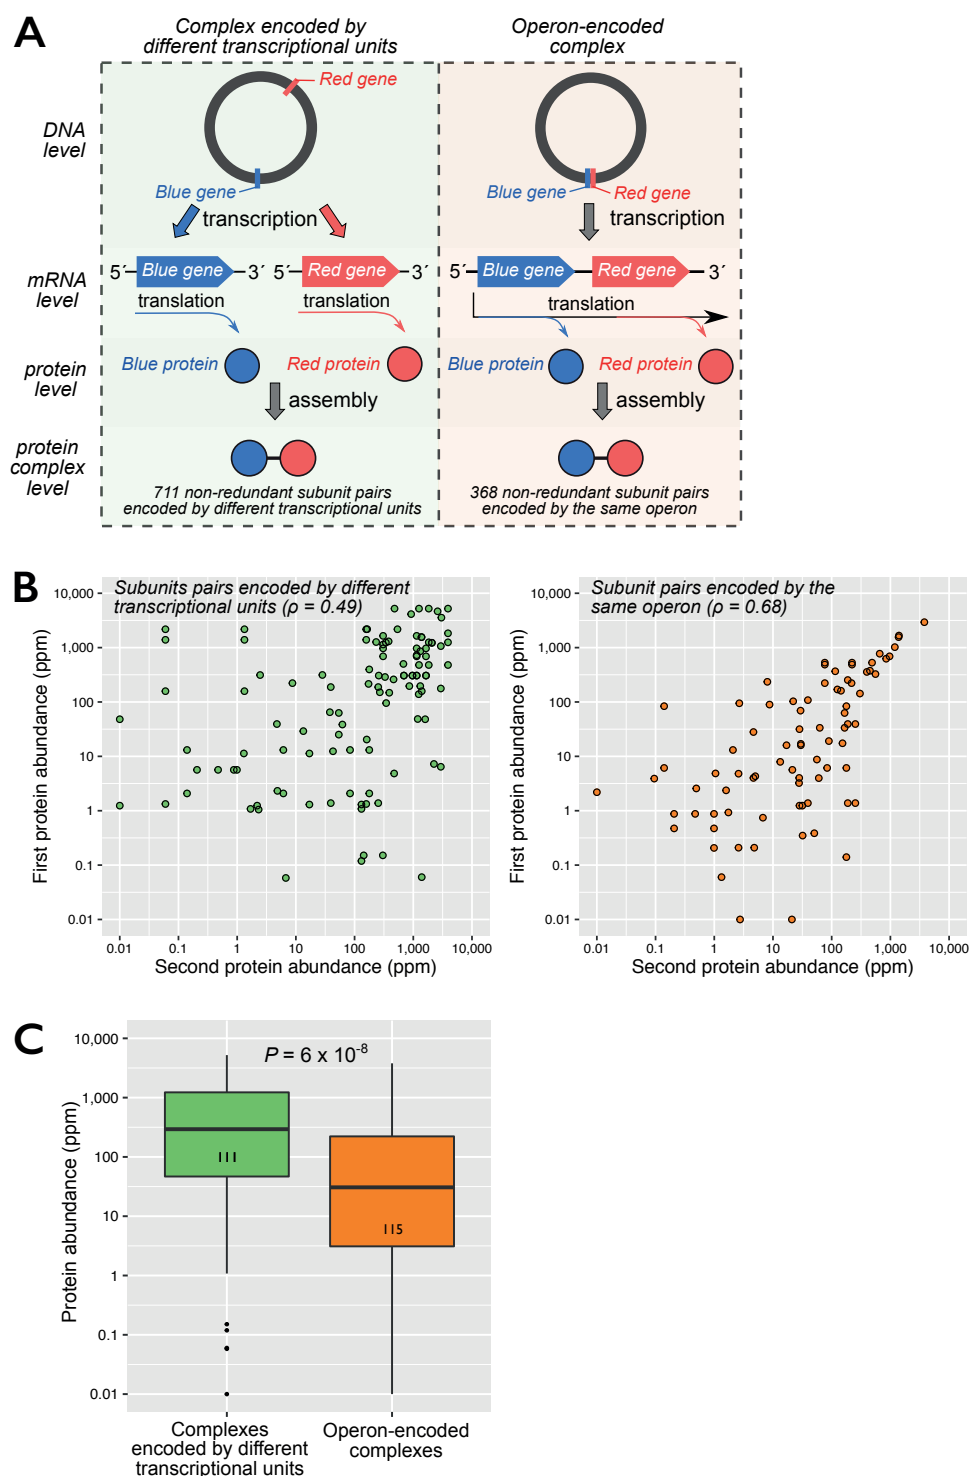 A
Complex encoded by
different transcriptional units
Operon-encoded
complex
DNA
level
Red gene
Blue gene
Blue gene
Red gene
transcription
transcription
mRNA
level
5´ Blue gene 3´ 5´ Red gene 3´
5´ Blue gene Red gene 3´
translation
translation
translation
protein
level
Blue protein
Red protein
Blue protein
Red protein
assembly
assembly
protein
complex
level
711 non-redundant subunit pairs
encoded by different transcriptional units
368 non-redundant subunit pairs
encoded by the same operon
B
Subunits pairs encoded by different
transcriptional units (ρ = 0.49)
First protein abundance (ppm)
10,000
1,000
100
10
1
0.1
0.01
0.01 0.1 1 10 100 1,000 10,000
Second protein abundance (ppm)
Subunit pairs encoded by the
same operon (ρ = 0.68)
First protein abundance (ppm)
10,000
1,000
100
10
1
0.1
0.01
0.01 0.1 1 10 100 1,000 10,000
Second protein abundance (ppm)
C
P = 6 x 10-8
Protein abundance (ppm)
10,000
1,000
100
10
1
0.1
0.01
111
115
Complexes
encoded by different
transcriptional units
Operon-encoded
complexes